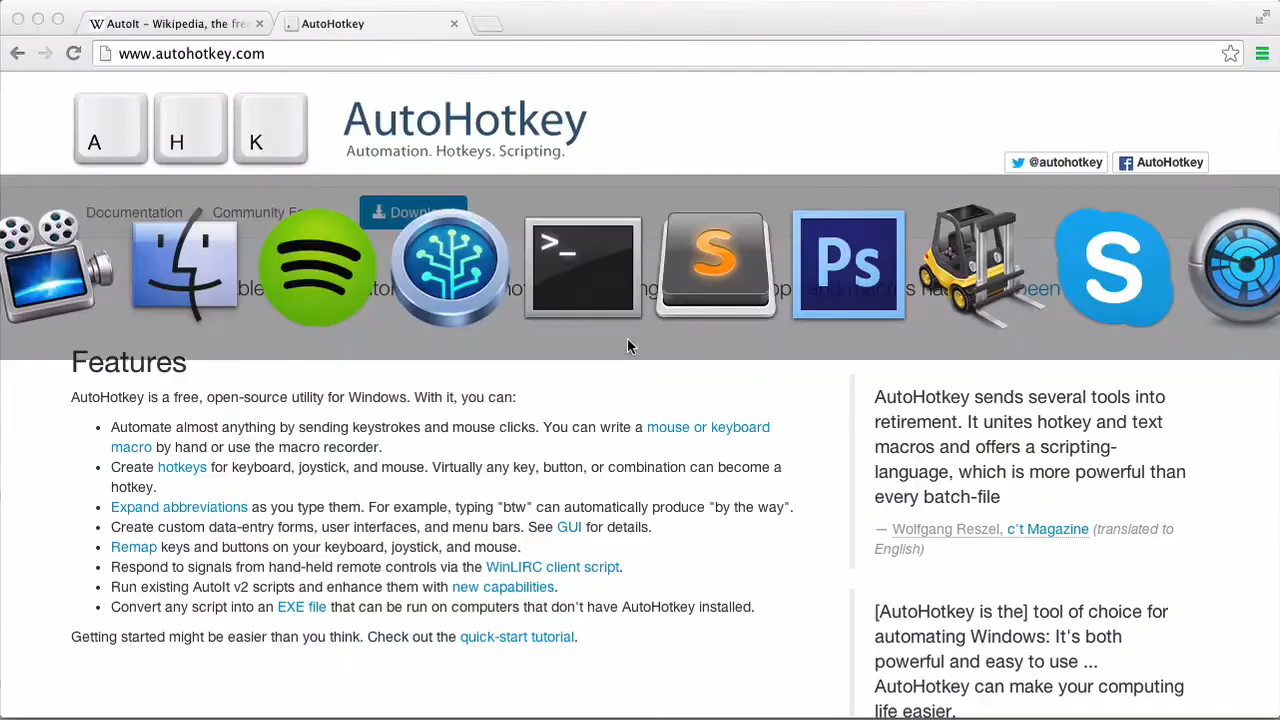 AutoIt - Wikipedia, the free
AutoHotkey
www.autohotkey.com
A H K
AutoHotkey
Automation. Hotkeys. Scripting.
@autohotkey
AutoHotkey
Documentation
Community
Downl
>_
S
Ps
S
been
Features
AutoHotkey is a free, open-source utility for Windows. With it, you can:
• Automate almost anything by sending keystrokes and mouse clicks. You can write a mouse or keyboard
macro by hand or use the macro recorder.
• Create hotkeys for keyboard, joystick, and mouse. Virtually any key, button, or combination can become a
hotkey.
• Expand abbreviations as you type them. For example, typing "btw" can automatically produce "by the way".
• Create custom data-entry forms, user interfaces, and menu bars. See GUI for details.
• Remap keys and buttons on your keyboard, joystick, and mouse.
• Respond to signals from hand-held remote controls via the WinLIRC client script.
• Run existing AutoIt v2 scripts and enhance them with new capabilities.
• Convert any script into an EXE file that can be run on computers that don't have AutoHotkey installed.
Getting started might be easier than you think. Check out the quick-start tutorial.
AutoHotkey sends several tools into
retirement. It unites hotkey and text
macros and offers a scripting-
language, which is more powerful than
every batch-file
— Wolfgang Reszel, c't Magazine (translated to
English)
[AutoHotkey is the] tool of choice for
automating Windows: It's both
powerful and easy to use ...
AutoHotkey can make your computing
life easier.